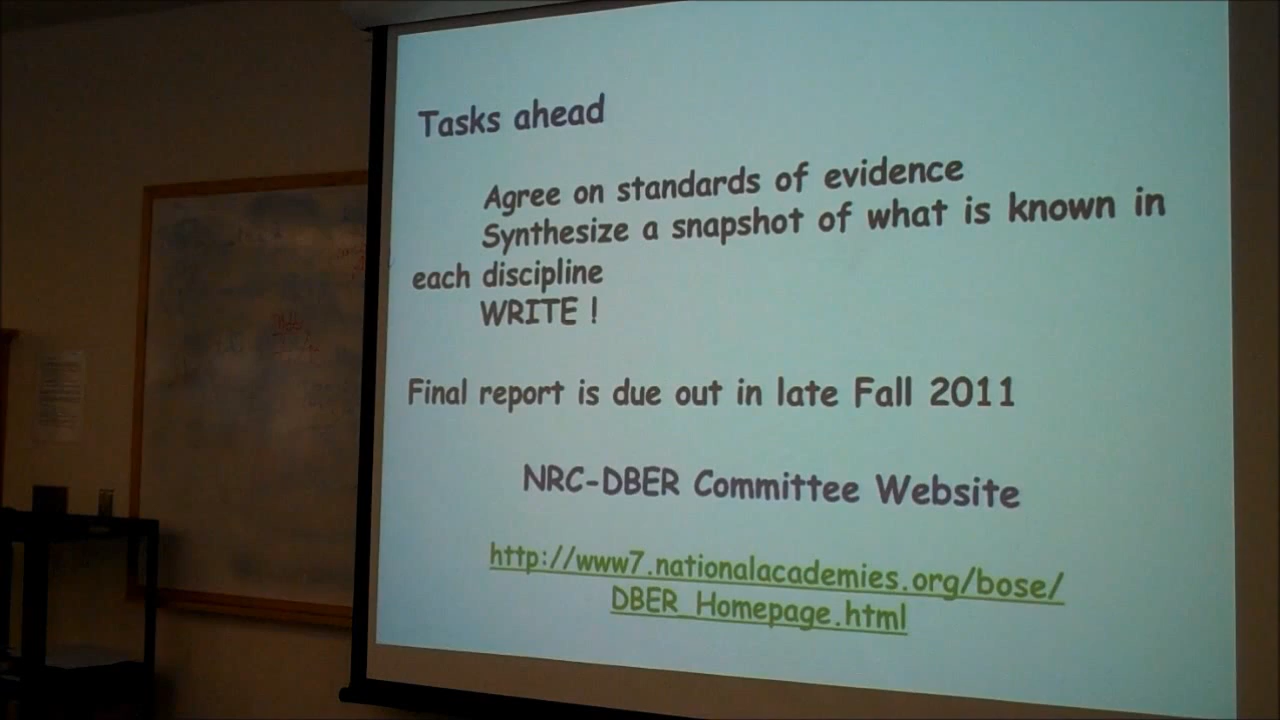 Tasks ahead
Agree on standards of evidence
Synthesize a snapshot of what is known in
each discipline
WRITE !
Final report is due out in late Fall 2011
NRC-DBER Committee Website
http://www7.nationalacademies.org/bose/
DBER_Homepage.html